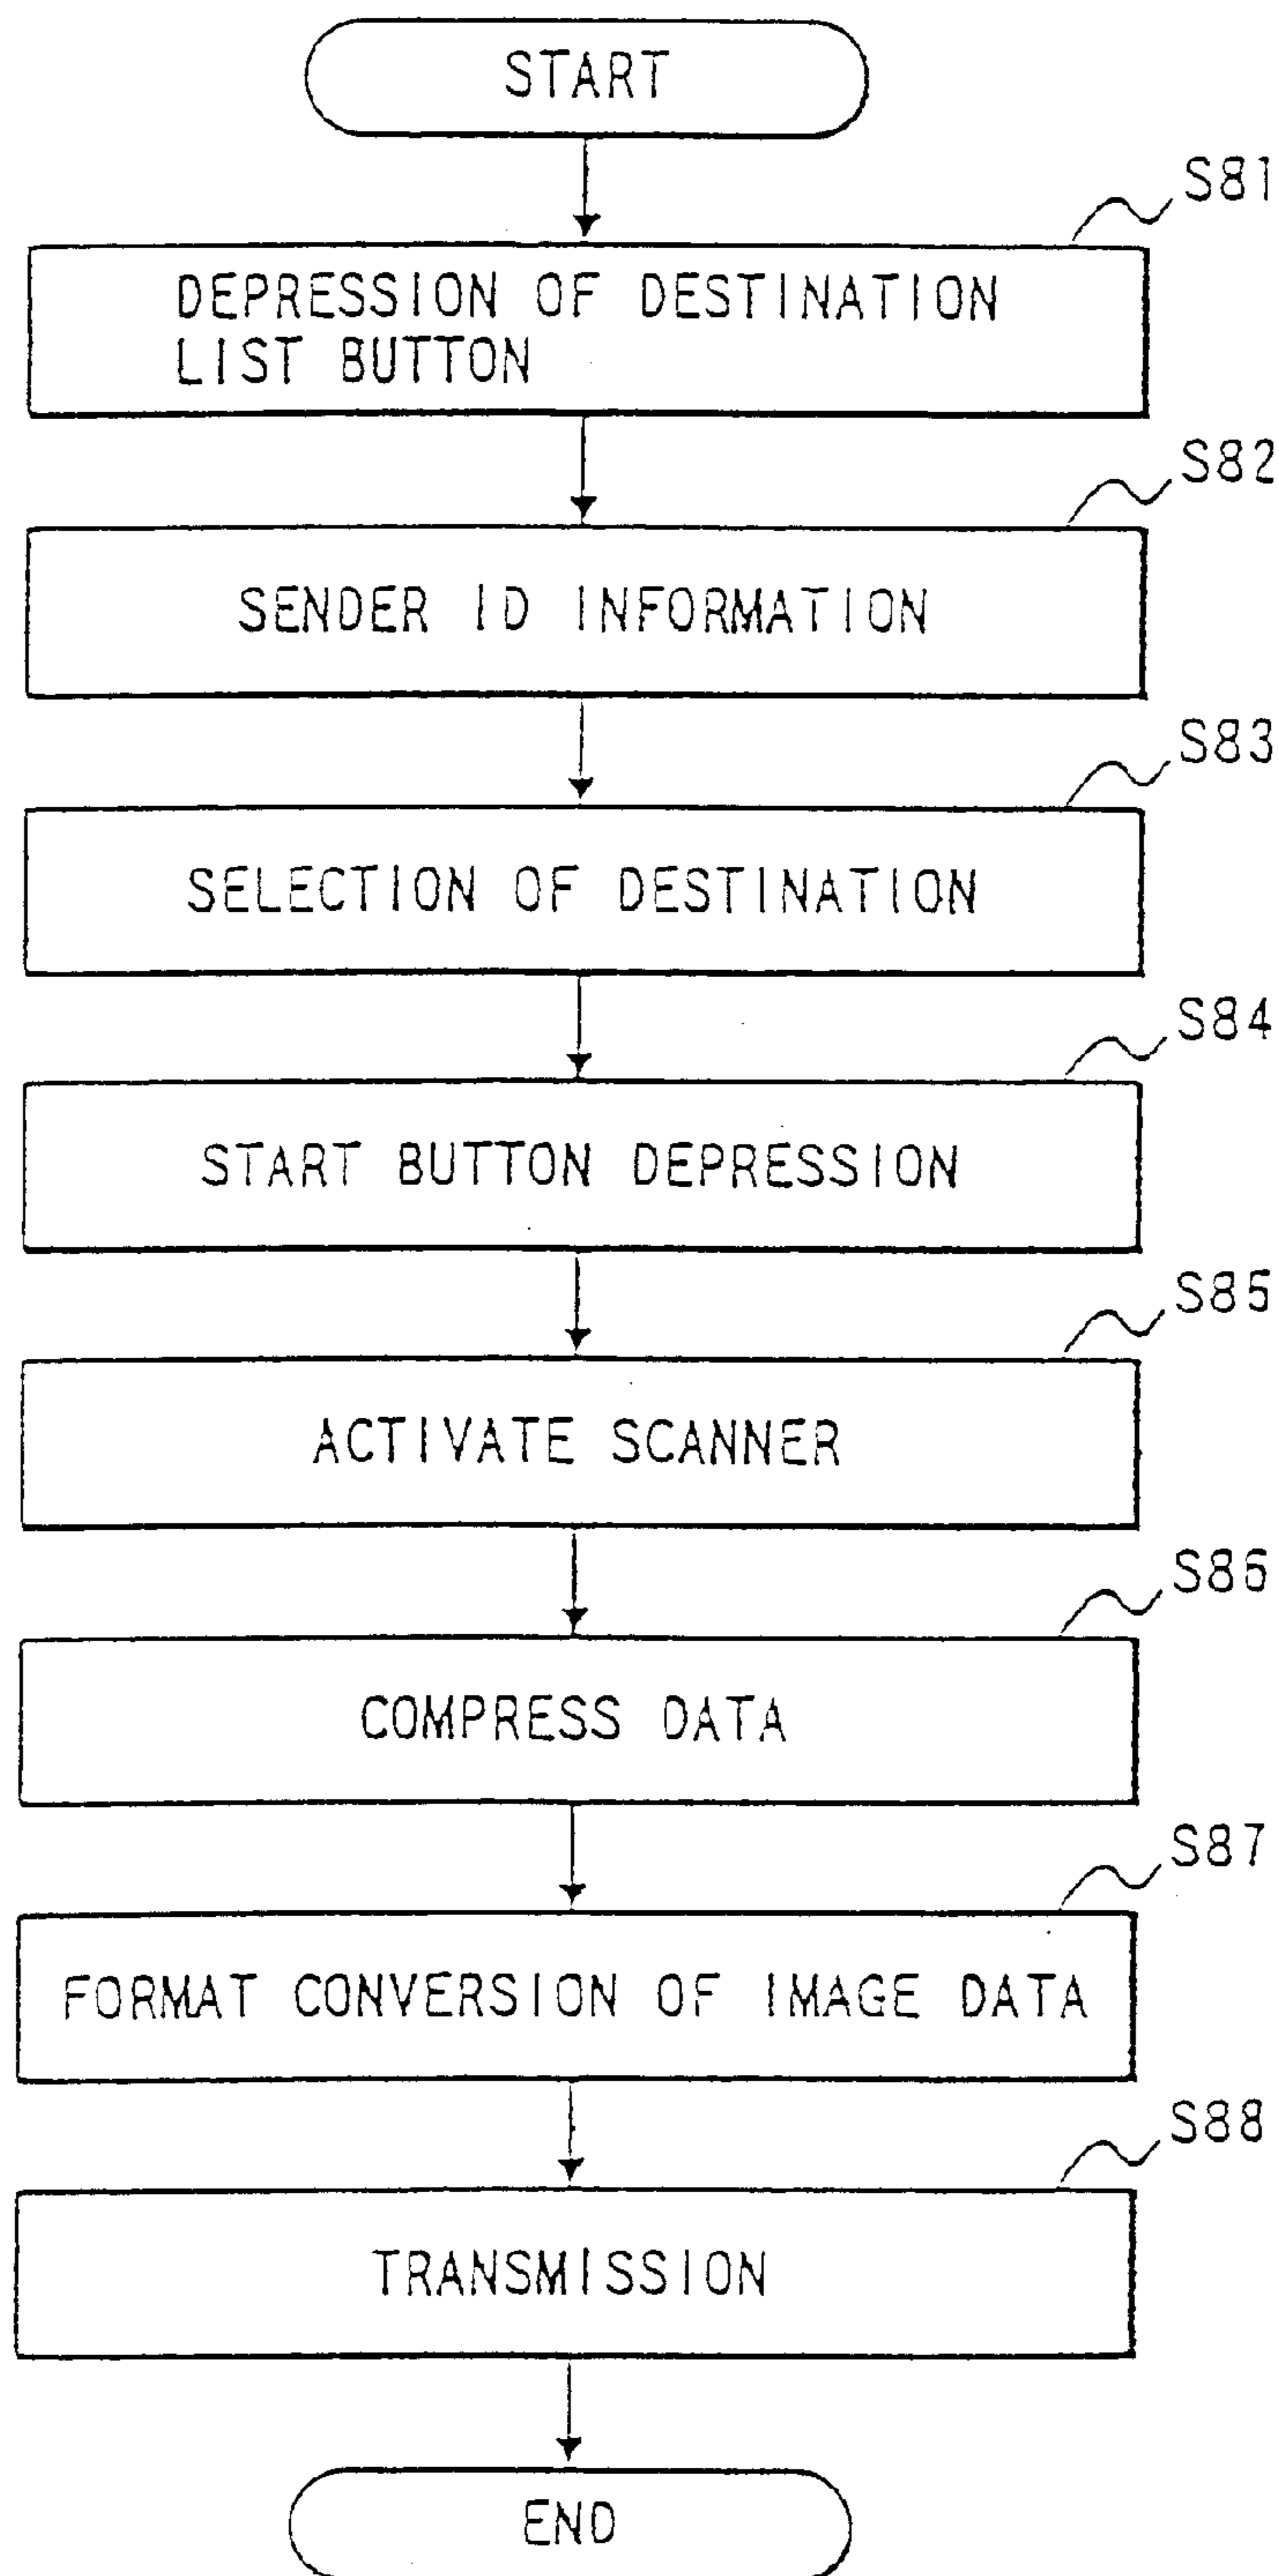 START
S81
DEPRESSION OF DESTINATION
LIST BUTTON
S82
SENDER ID INFORMATION
S83
SELECTION OF DESTINATION
S84
START BUTTON DEPRESSION
S85
ACTIVATE SCANNER
S86
COMPRESS DATA
S87
FORMAT CONVERSION OF IMAGE DATA
S88
TRANSMISSION
END